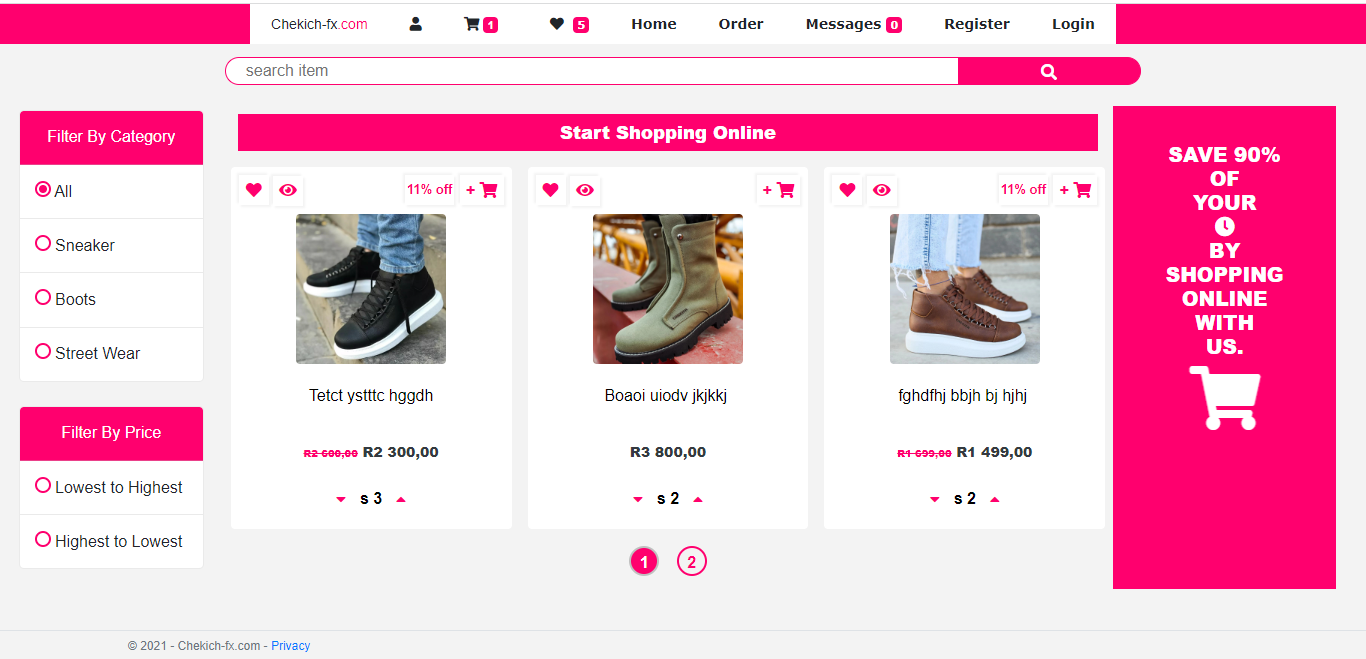 Chekich-fx.com 1 5 Home Order Messages 0 Register Login
search item
Filter By Category
All
Sneaker
Boots
Street Wear
Filter By Price
Lowest to Highest
Highest to Lowest
Start Shopping Online
11% off +
Tetct ystttc hggdh
R2 600,00 R2 300,00
s 3
+
Boaoi uiodv jkjkkj
R3 800,00
s 2
11% off +
fghdfhj bbjh bj hjhj
R1 699,00 R1 499,00
s 2
1 2
SAVE 90%
OF
YOUR
BY
SHOPPING
ONLINE
WITH
US.
© 2021 - Chekich-fx.com - Privacy